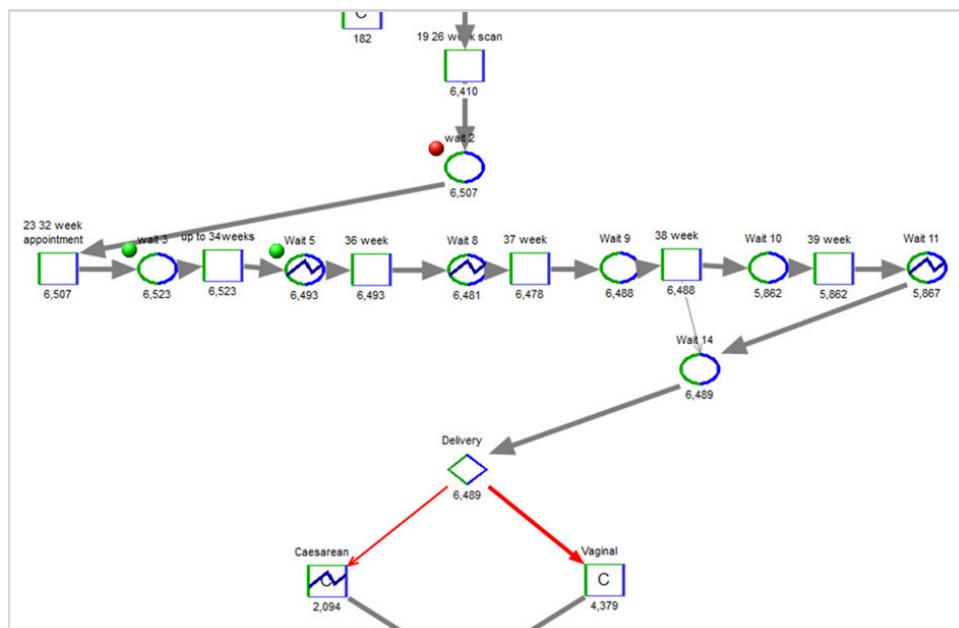 C
182
19 26 week scan
6,410
wait 2
6,507
23 32 week
appointment
6,507
wait 3
6,523
up to 34weeks
6,523
Wait 5
6,493
36 week
6,493
Wait 8
6,481
37 week
6,478
Wait 9
6,488
38 week
6,488
Wait 10
5,862
39 week
5,862
Wait 11
5,867
Wait 14
6,489
Delivery
6,489
Caesarean
C
2,094
Vaginal
C
4,379